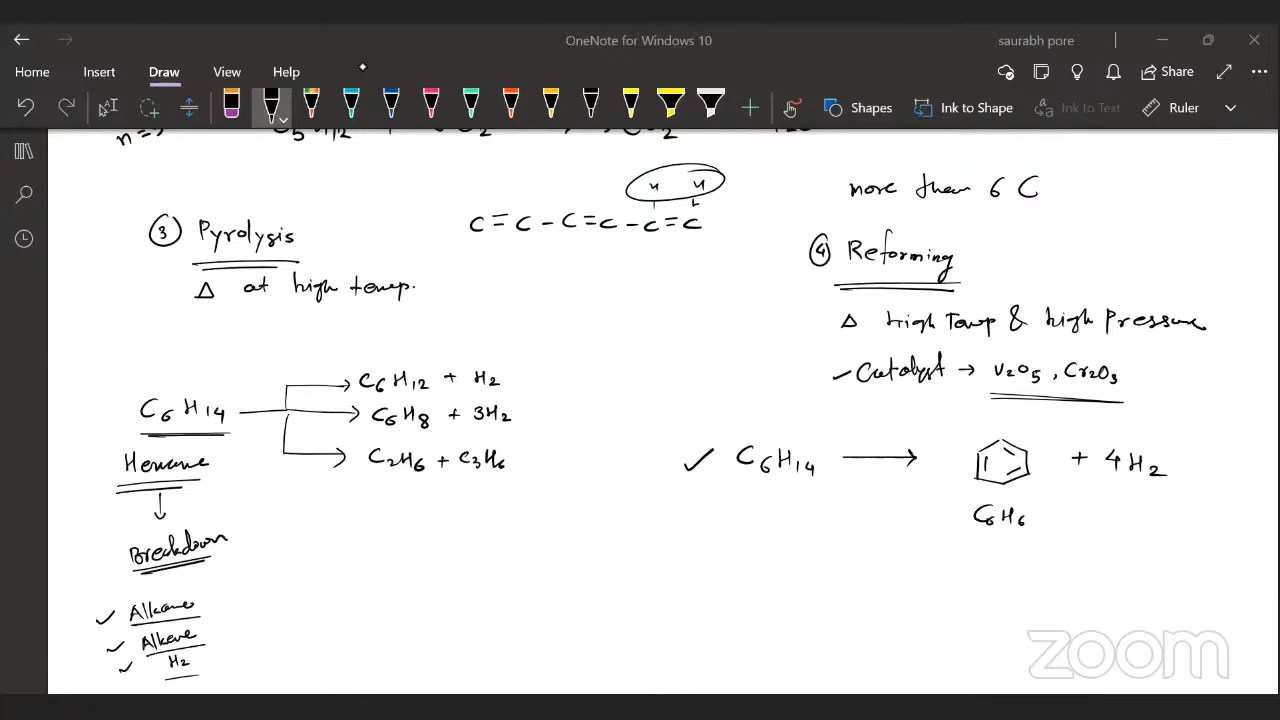 OneNote for Windows 10
saurabh pore
Home Insert Draw View Help
Share
Shapes Ink to Shape Ink to Text Ruler
③ Pyrolysis
Δ at high temp.
H H
C = C - C = C - C = C
C6H14
C6H12 + H2
C6H8 + 3H2
C2H6 + C3H6
Hexane
Breakdown
✓ Alkane
✓ Alkene
✓ H2
more than 6 C
④ Reforming
Δ High Temp & high Pressure
✓ Catalyst → V2O5, Cr2O3
✓ C6H14 → + 4H2
C6H6
zoom